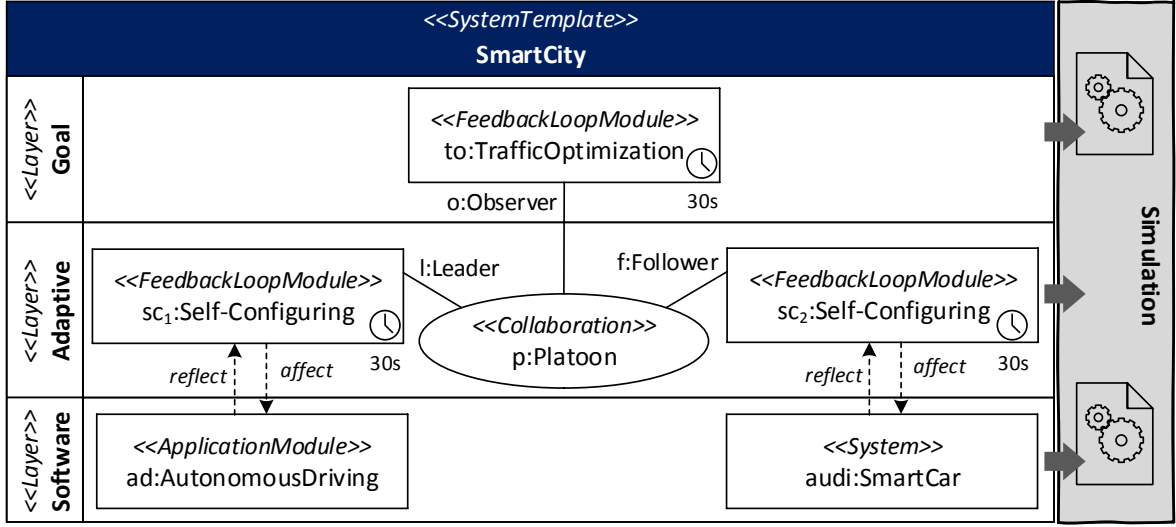 <<SystemTemplate>>
SmartCity
<<Layer>>
Goal
<<FeedbackLoopModule>>
to:TrafficOptimization
30s
o:Observer
<<Layer>>
Adaptive
<<FeedbackLoopModule>>
sc₁:Self-Configuring
30s
l:Leader
f:Follower
<<Collaboration>>
p:Platoon
<<FeedbackLoopModule>>
sc₂:Self-Configuring
30s
reflect
affect
reflect
affect
<<Layer>>
Software
<<ApplicationModule>>
ad:AutonomousDriving
<<System>>
audi:SmartCar
Simulation